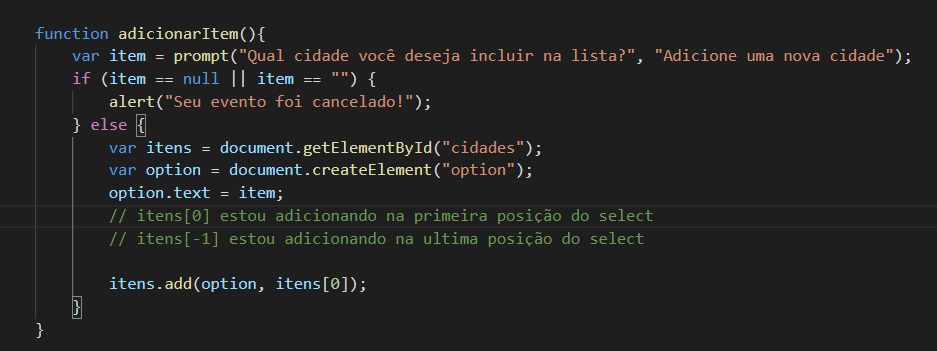 function adicionarItem(){
var item = prompt("Qual cidade você deseja incluir na lista?", "Adicione uma nova cidade");
if (item == null || item == "") {
alert("Seu evento foi cancelado!");
} else {
var itens = document.getElementById("cidades");
var option = document.createElement("option");
option.text = item;
// itens[0] estou adicionando na primeira posição do select
// itens[-1] estou adicionando na ultima posição do select
itens.add(option, itens[0]);
}
}